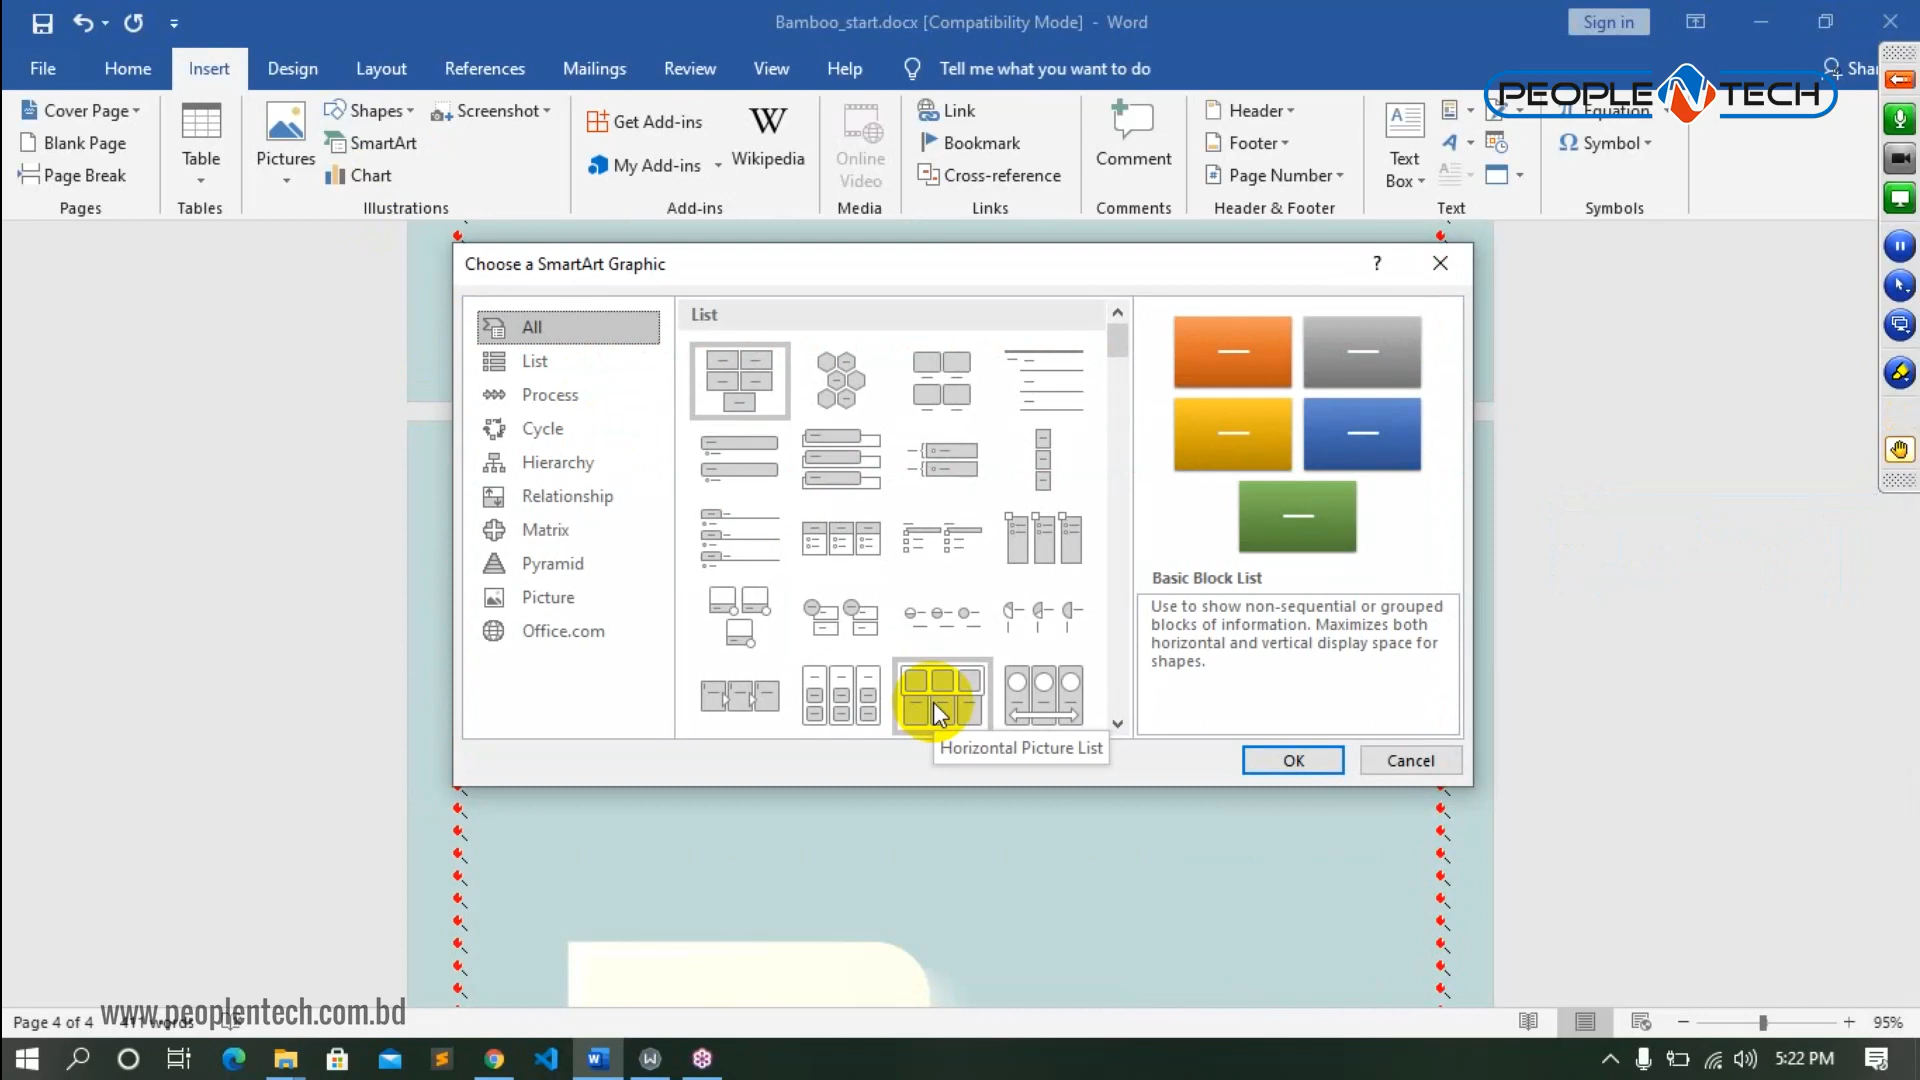 Bamboo_start.docx [Compatibility Mode] - Word
Sign in
File Home Insert Design Layout References Mailings Review View Help Tell me what you want to do Shar
PEOPLE N TECH
Cover Page
Blank Page
Page Break
Pages
Table
Tables
Pictures
Shapes
SmartArt
Chart
Screenshot
Illustrations
Get Add-ins
My Add-ins
W
Wikipedia
Add-ins
Online
Video
Media
Link
Bookmark
Cross-reference
Links
Comment
Comments
Header
Footer
Page Number
Header & Footer
Text
Box
Text
Equation
Symbol
Symbols
Choose a SmartArt Graphic
?
All
List
Process
Cycle
Hierarchy
Relationship
Matrix
Pyramid
Picture
Office.com
List
Horizontal Picture List
Basic Block List
Use to show non-sequential or grouped
blocks of information. Maximizes both
horizontal and vertical display space for
shapes.
OK
Cancel
www.peoplentech.com.bd
Page 4 of 4 411 words
95%
5:22 PM